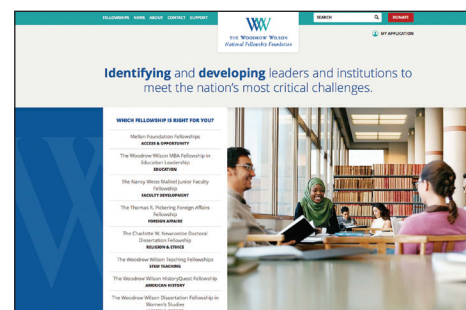 FELLOWSHIPS NEWS ABOUT CONTACT SUPPORT
SEARCH
DONATE
WW
THE WOODROW WILSON
National Fellowship Foundation
MY APPLICATION
Identifying and developing leaders and institutions to
meet the nation's most critical challenges.
WHICH FELLOWSHIP IS RIGHT FOR YOU?
Mellon Foundation Fellowships
ACCESS & OPPORTUNITY
The Woodrow Wilson MBA Fellowship in
Education Leadership
EDUCATION
The Nancy Weiss Malkiel Junior Faculty
Fellowship
FACULTY DEVELOPMENT
The Thomas R. Pickering Foreign Affairs
Fellowship
FOREIGN AFFAIRS
The Charlotte W. Newcombe Doctoral
Dissertation Fellowship
RELIGION & ETHICS
The Woodrow Wilson Teaching Fellowships
STEM TEACHING
The Woodrow Wilson HistoryQuest Fellowship
AMERICAN HISTORY
The Woodrow Wilson Dissertation Fellowship in
Women's Studies